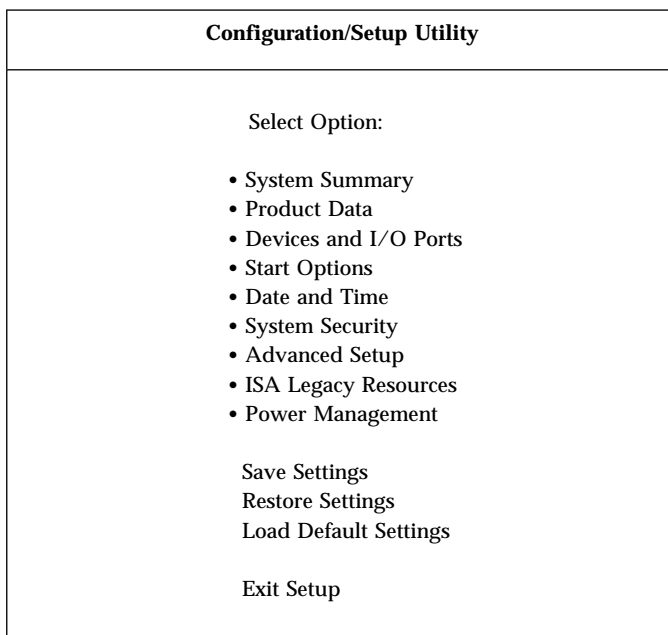 Configuration/Setup Utility
Select Option:
• System Summary
• Product Data
• Devices and I/O Ports
• Start Options
• Date and Time
• System Security
• Advanced Setup
• ISA Legacy Resources
• Power Management
Save Settings
Restore Settings
Load Default Settings
Exit Setup